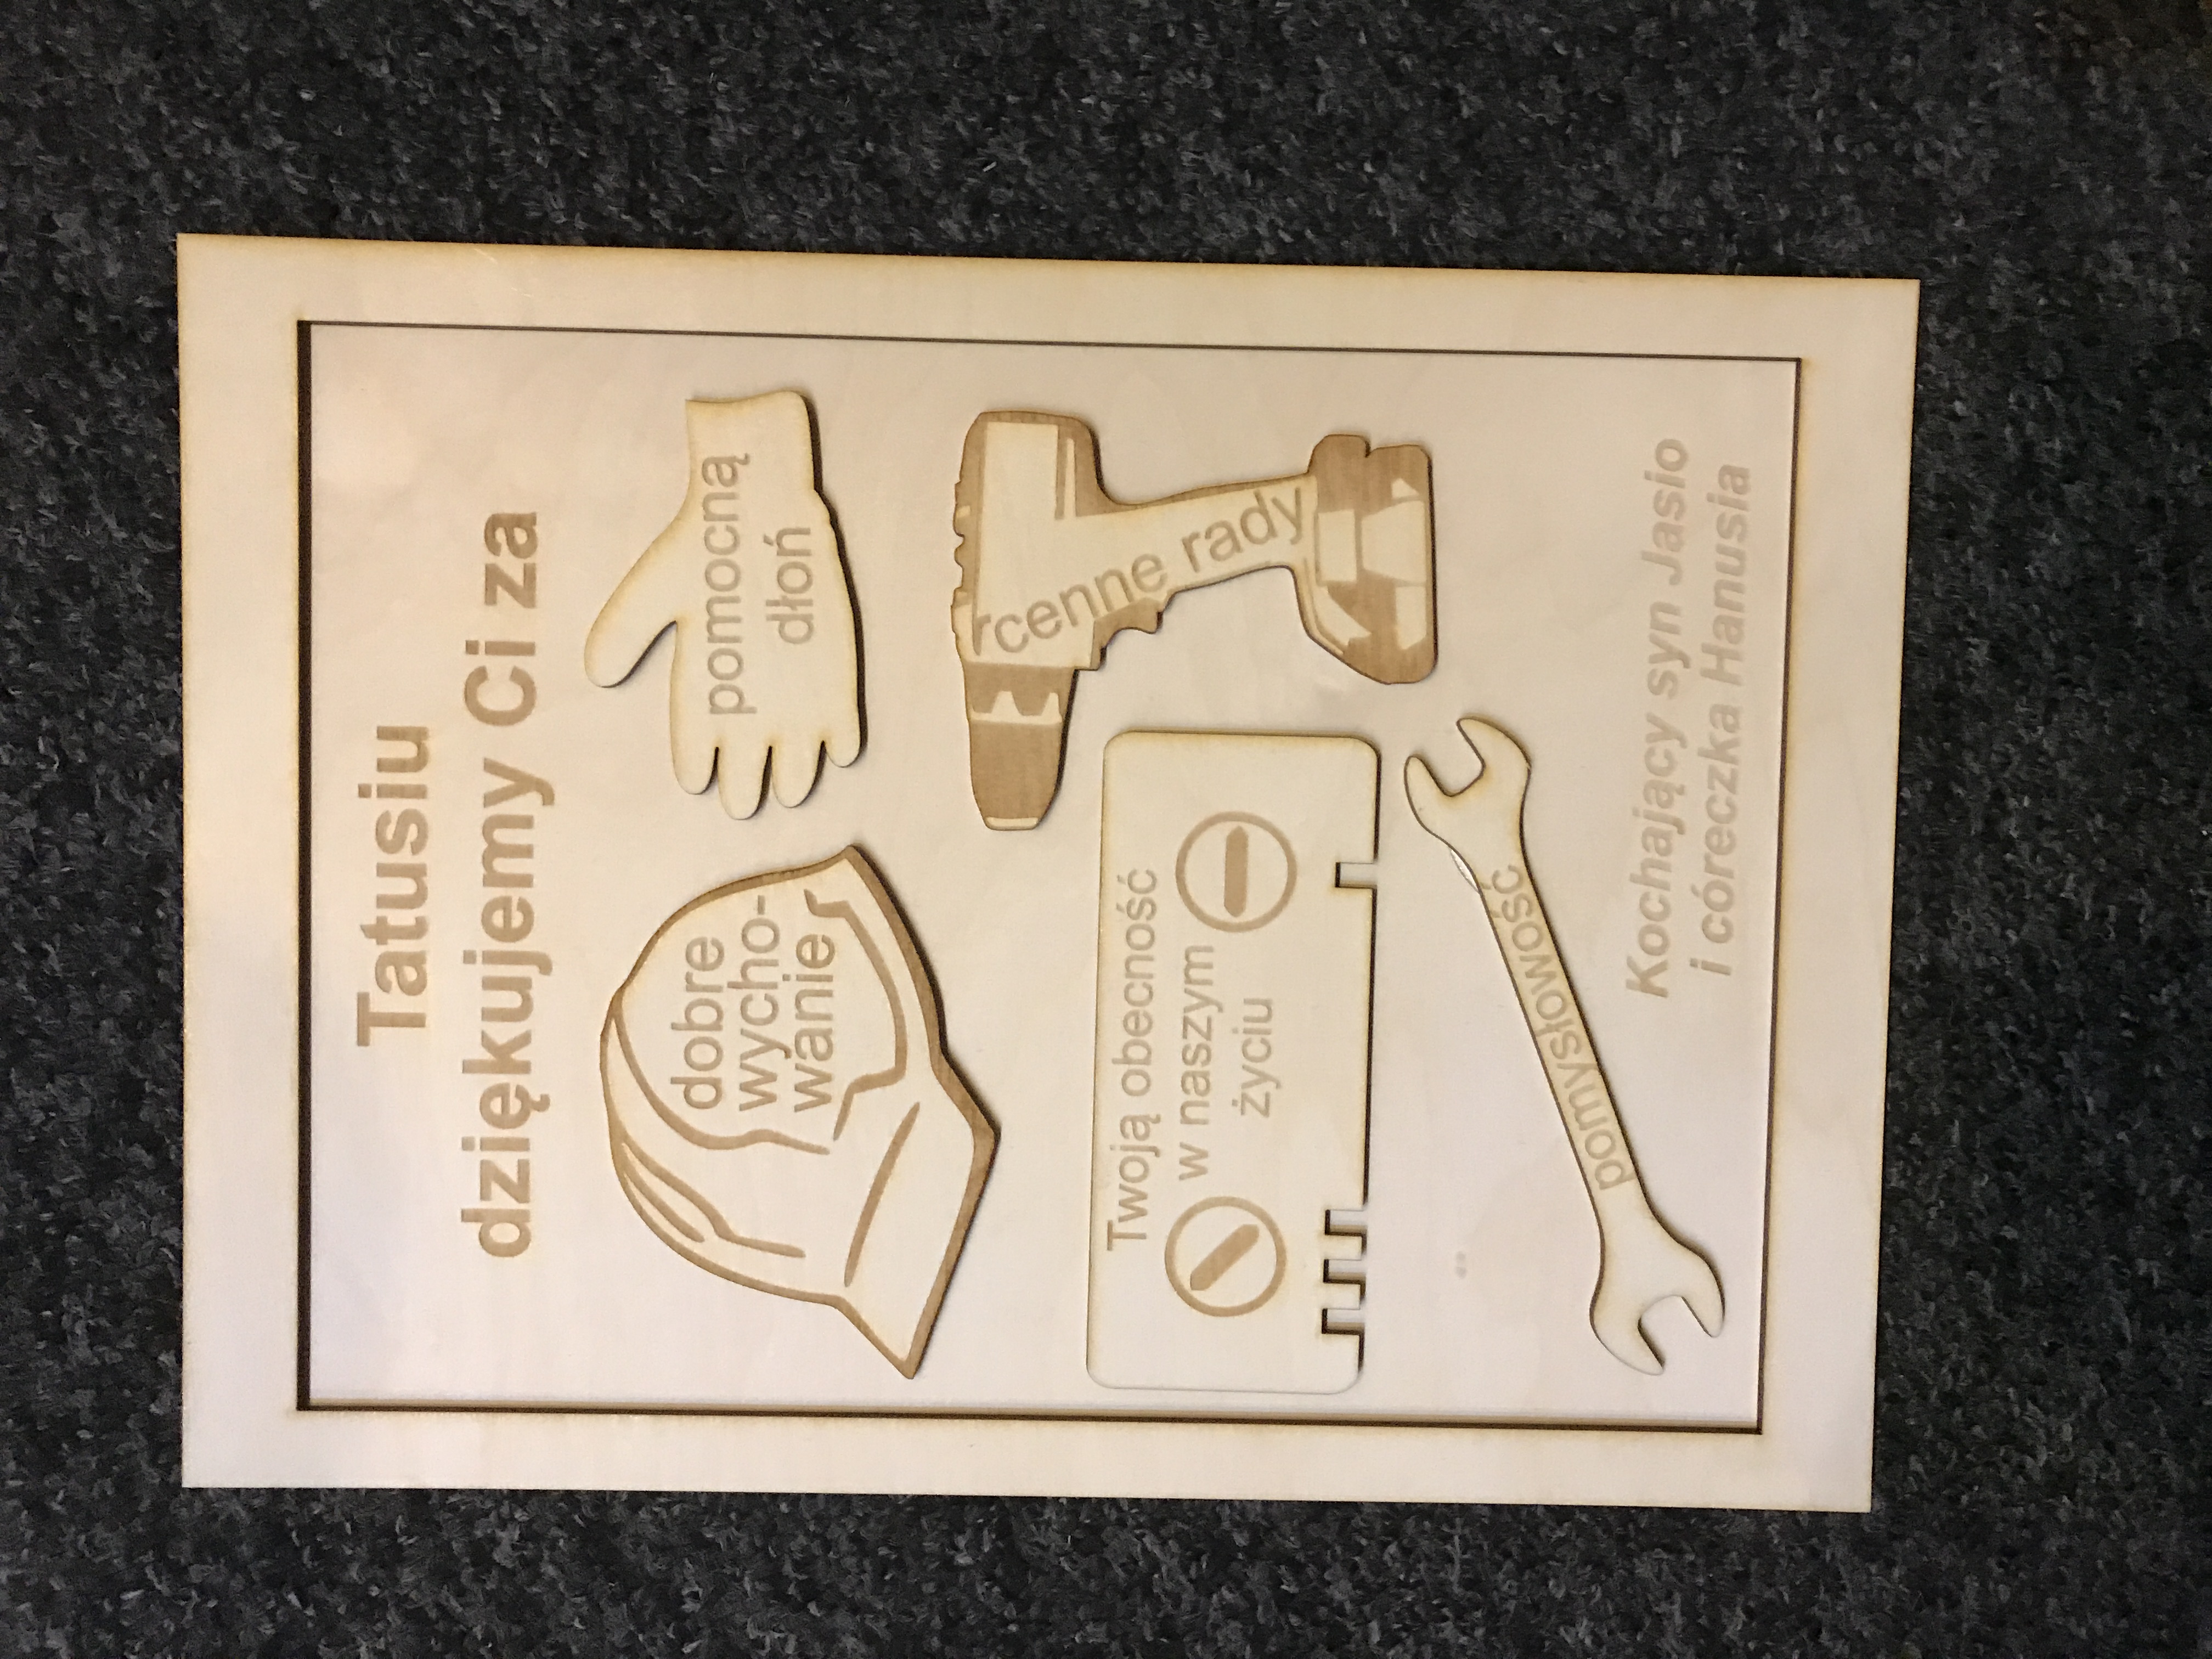 Tatusiu
dziękujemy Ci za
dobre
wycho-
wanie
pomocną
dłoń
cenne rady
Twoją obecność
w naszym
życiu
pomysłowość
Kochający syn Jasio
i córeczka Hanusia